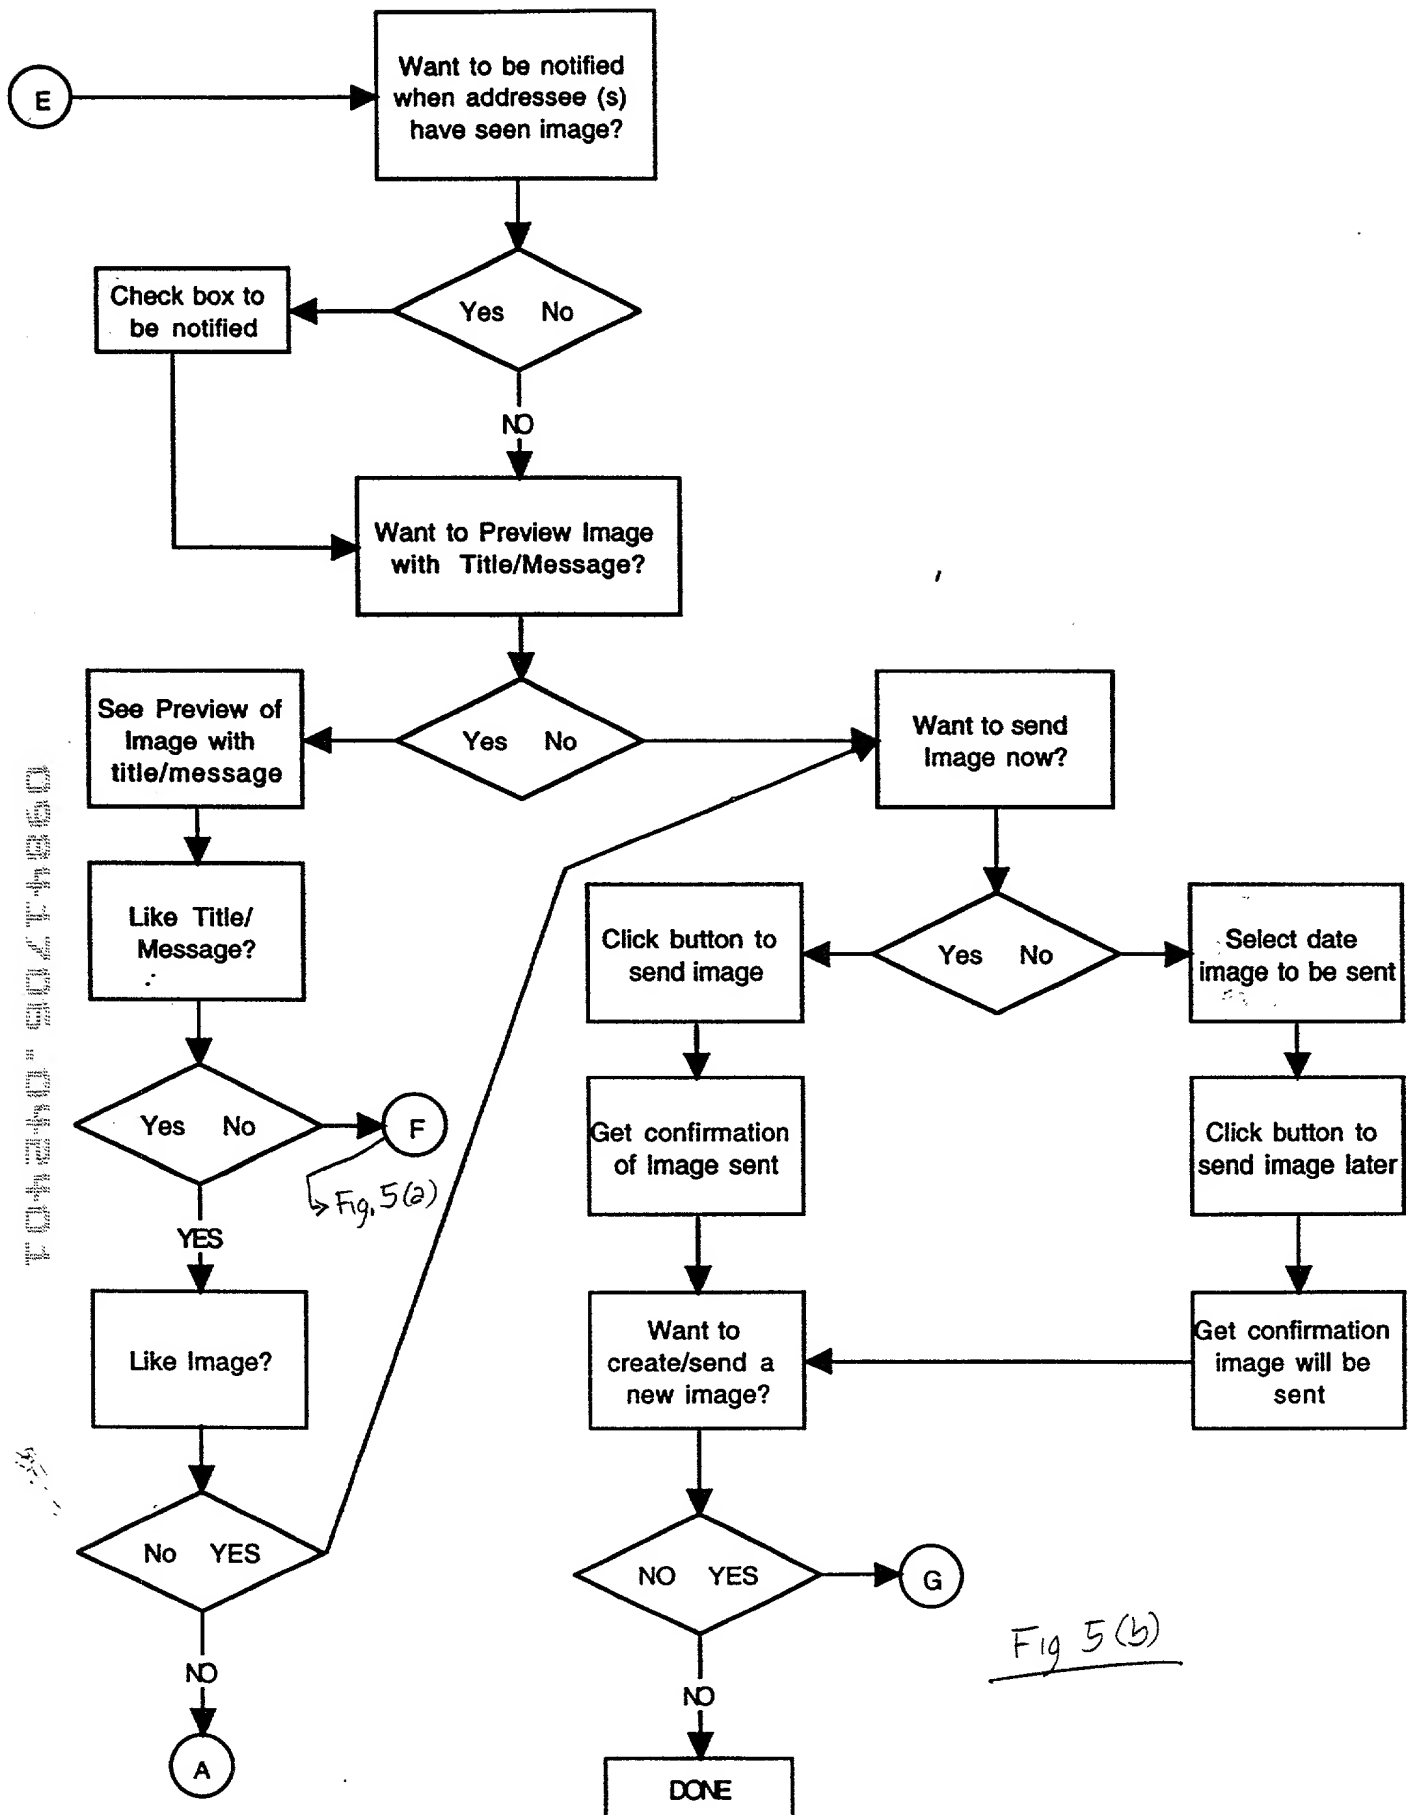 E
Want to be notified
when addressee (s)
have seen image?
Check box to
be notified
Yes No
NO
Want to Preview Image
with Title/Message?
See Preview of
Image with
title/message
Yes No
Want to send
Image now?
Like Title/
Message?
Click button to
send image
Yes No
Select date
image to be sent
Yes No
F
Fig. 5(a)
Get confirmation
of Image sent
Click button to
send image later
YES
Like Image?
Want to
create/send a
new image?
Get confirmation
image will be
sent
No YES
NO YES
G
NO
A
NO
DONE
Fig 5(b)
09841706 .042401